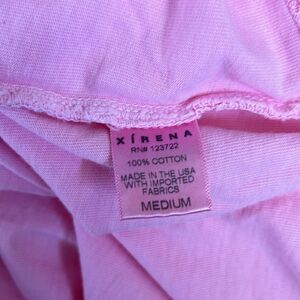 XÍRENA
RN# 123722
100% COTTON
MADE IN THE USA
WITH IMPORTED
FABRICS
MEDIUM